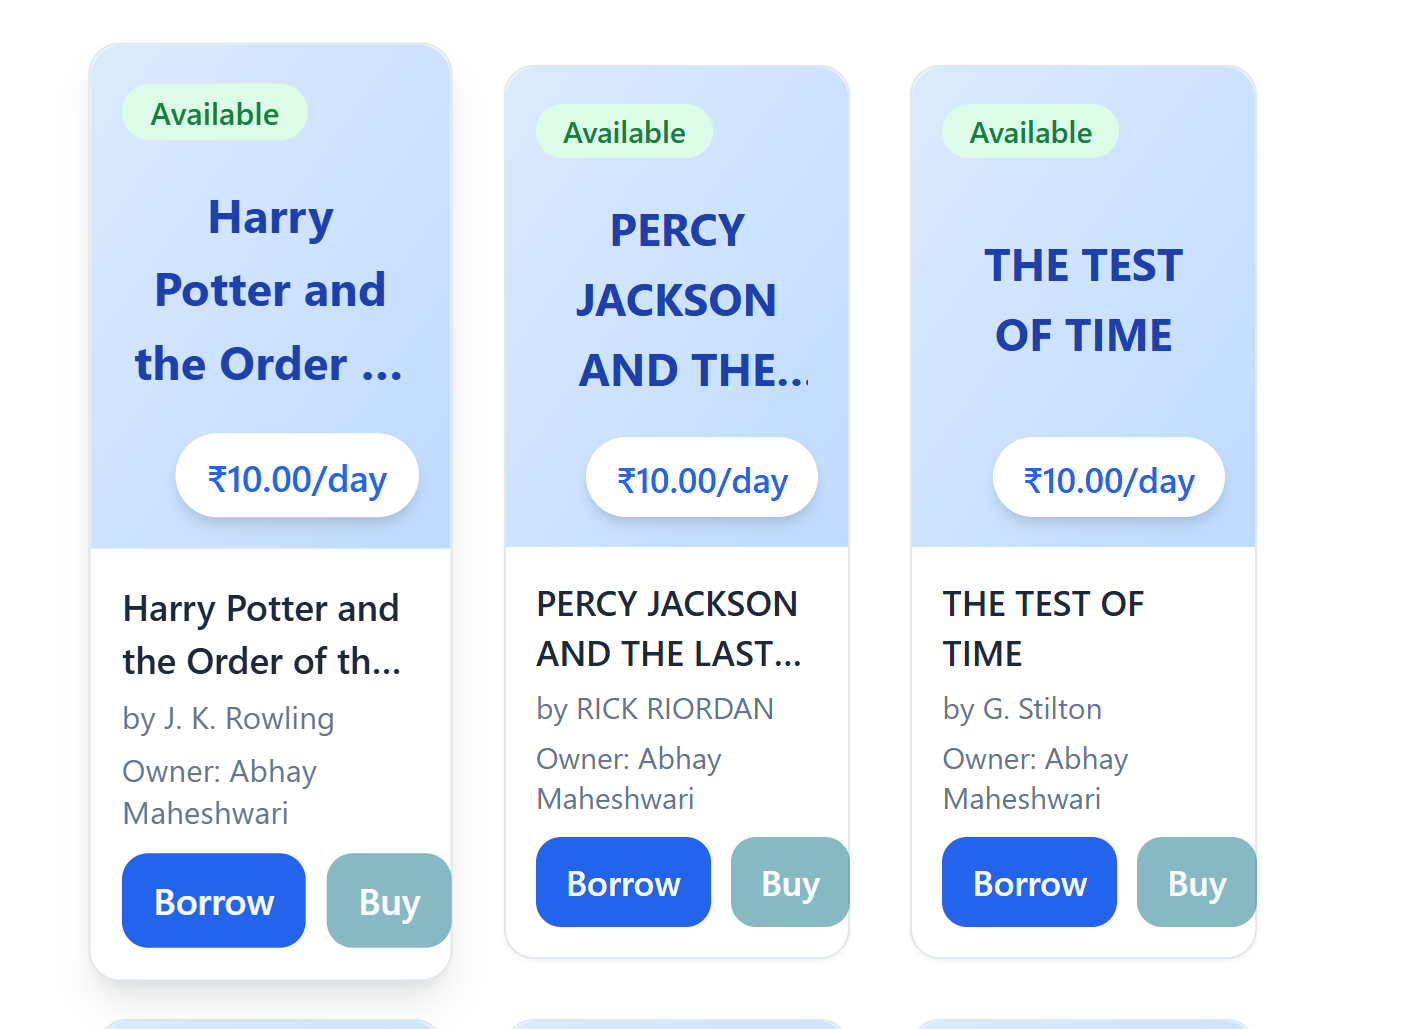 Available
Harry
Potter and
the Order ...
₹10.00/day
Harry Potter and
the Order of th...
by J. K. Rowling
Owner: Abhay
Maheshwari
Borrow
Buy
Available
PERCY
JACKSON
AND THE...
₹10.00/day
PERCY JACKSON
AND THE LAST...
by RICK RIORDAN
Owner: Abhay
Maheshwari
Borrow
Buy
Available
THE TEST
OF TIME
₹10.00/day
THE TEST OF
TIME
by G. Stilton
Owner: Abhay
Maheshwari
Borrow
Buy